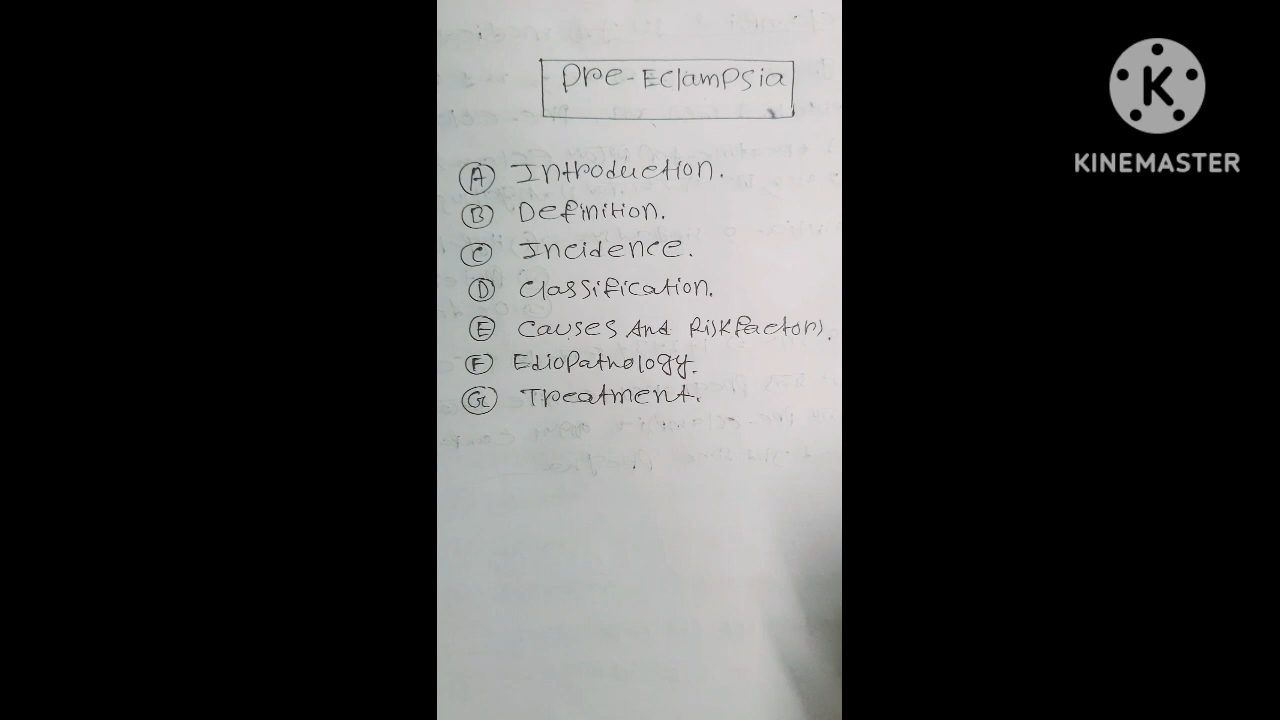 Pre-Eclampsia
A Introduction.
B Definition.
C Incidence.
D Classification.
E Causes And Riskfactors.
F Ediopathology.
G Treatment.
K
KINEMASTER